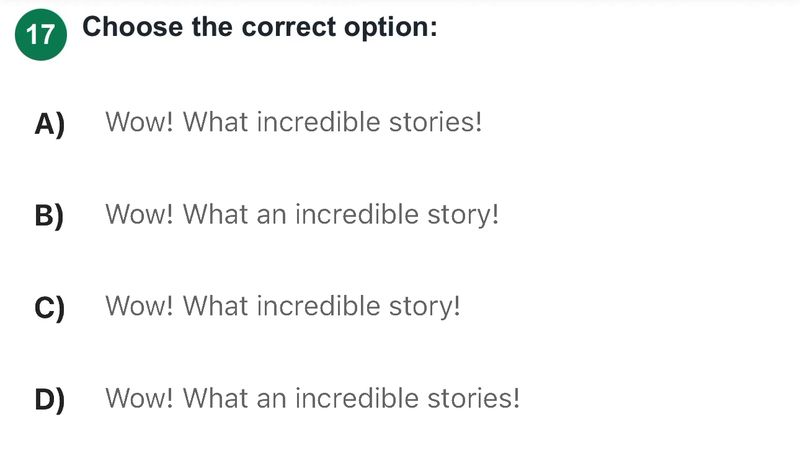 17 Choose the correct option:
A) Wow! What incredible stories!
B) Wow! What an incredible story!
C) Wow! What incredible story!
D) Wow! What an incredible stories!